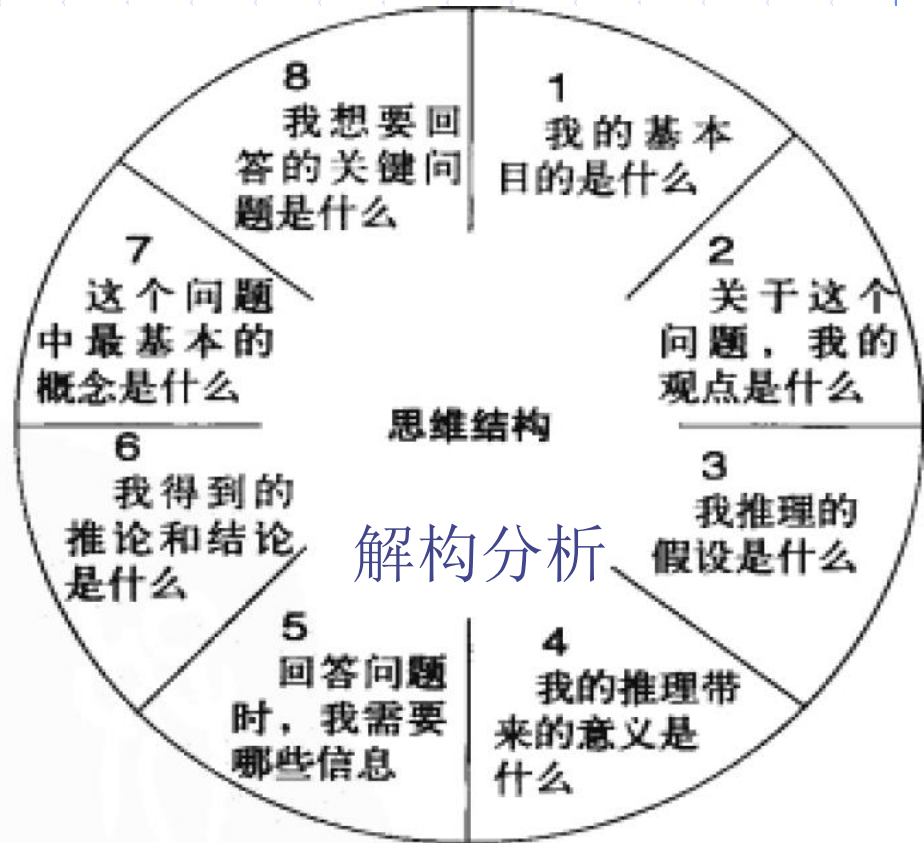 1
我的基本
目的是什么
2
关于这个
问题，我的
观点是什么
3
我推理的
假设是什么
4
我的推理带
来的意义是
什么
5
回答问题
时，我需要
哪些信息
6
我得到的
推论和结论
是什么
7
这个问题
中最基本的
概念是什么
8
我想要回
答的关键问
题是什么
思维结构
解构分析